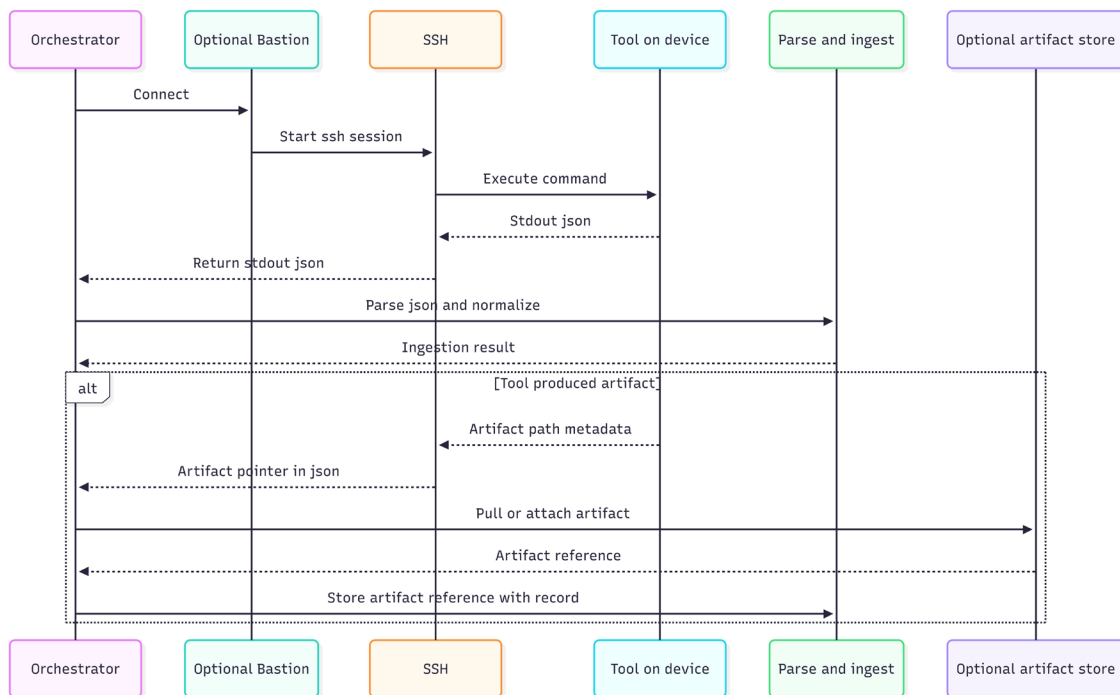 Orchestrator
Optional Bastion
SSH
Tool on device
Parse and ingest
Optional artifact store
Connect
Start ssh session
Execute command
Stdout json
Return stdout json
Parse json and normalize
Ingestion result
alt
[Tool produced artifact]
Artifact path metadata
Artifact pointer in json
Pull or attach artifact
Artifact reference
Store artifact reference with record
Orchestrator
Optional Bastion
SSH
Tool on device
Parse and ingest
Optional artifact store